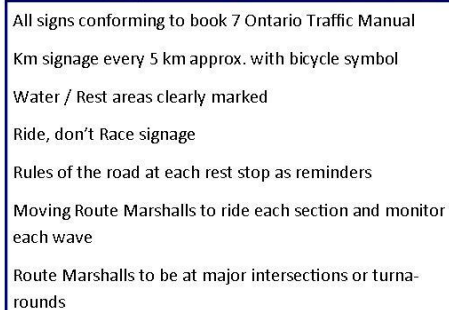 All signs conforming to book 7 Ontario Traffic Manual
Km signage every 5 km approx. with bicycle symbol
Water / Rest areas clearly marked
Ride, don’t Race signage
Rules of the road at each rest stop as reminders
Moving Route Marshalls to ride each section and monitor
each wave
Route Marshalls to be at major intersections or turna-
rounds